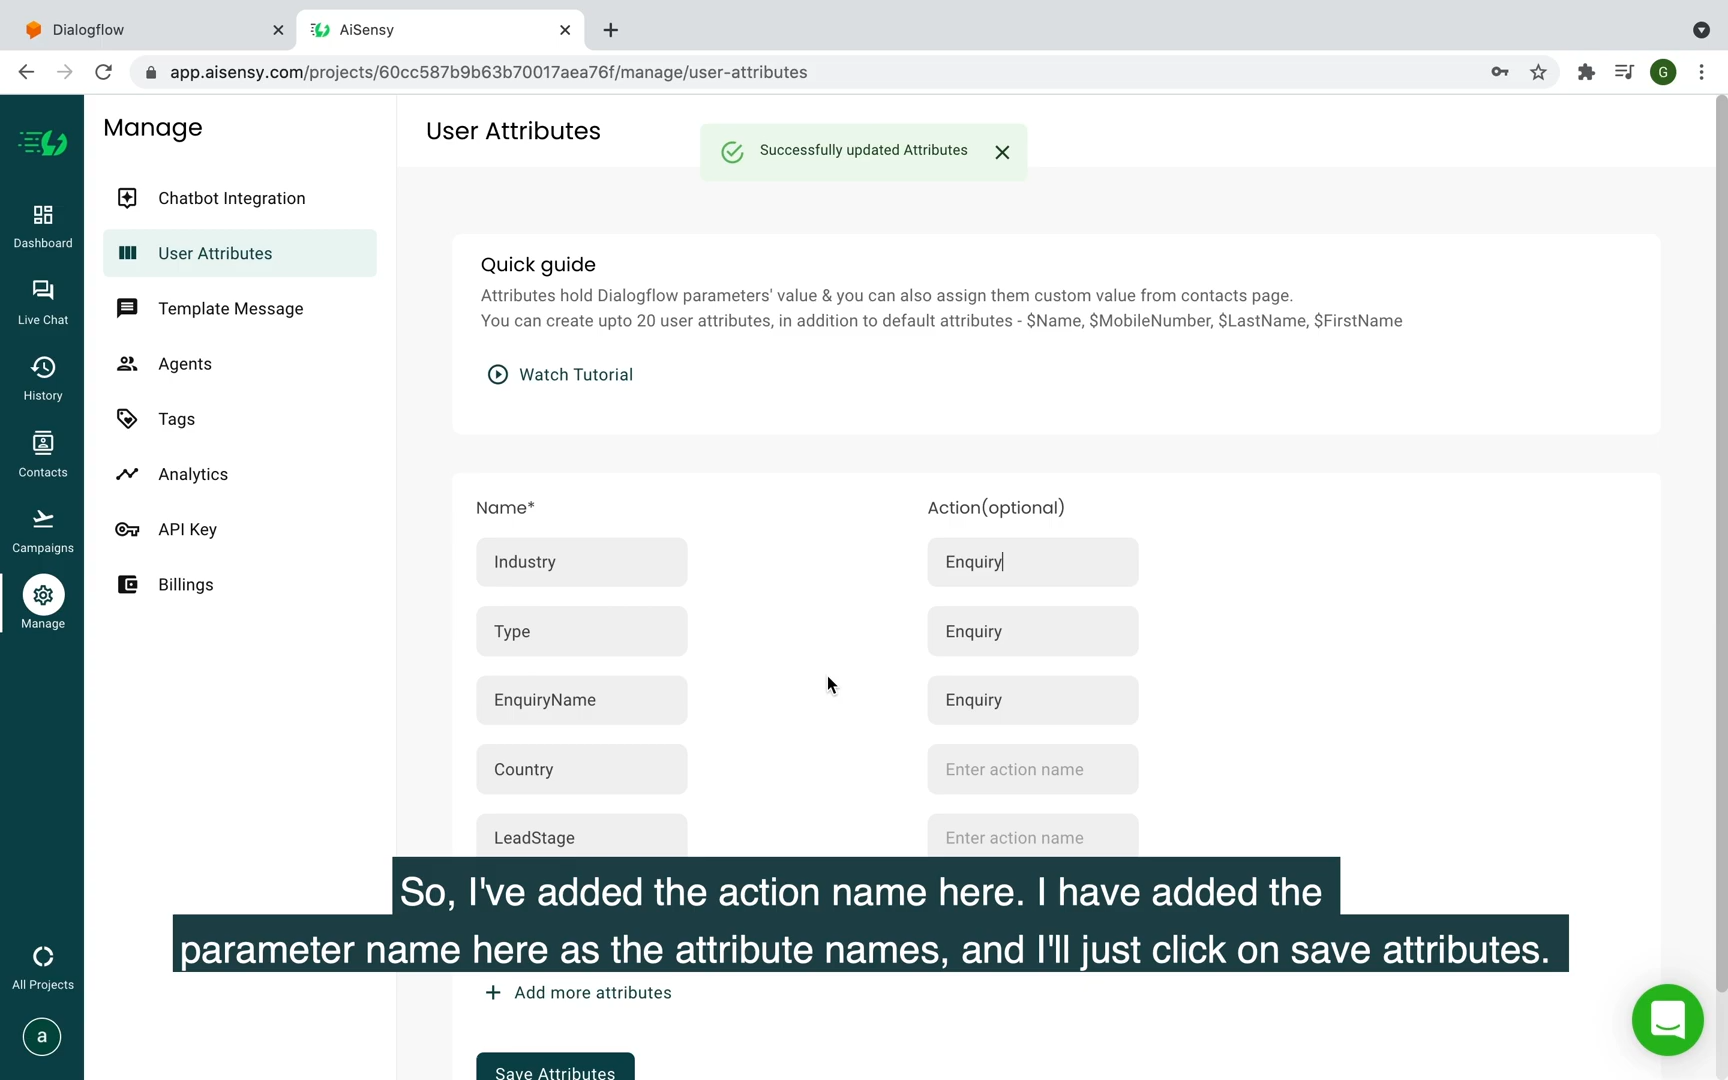 Dialogflow
AiSensy
app.aisensy.com/projects/60cc587b9b63b70017aea76f/manage/user-attributes
G
Manage
User Attributes
Successfully updated Attributes
Chatbot Integration
User Attributes
Template Message
Agents
Tags
Analytics
API Key
Billings
Dashboard
Live Chat
History
Contacts
Campaigns
Manage
All Projects
a
Quick guide
Attributes hold Dialogflow parameters' value & you can also assign them custom value from contacts page.
You can create upto 20 user attributes, in addition to default attributes - $Name, $MobileNumber, $LastName, $FirstName
Watch Tutorial
Name* Action(optional)
Industry Enquiry
Type Enquiry
EnquiryName Enquiry
Country Enter action name
LeadStage Enter action name
So, I've added the action name here. I have added the
parameter name here as the attribute names, and I'll just click on save attributes.
Add more attributes
Save Attributes